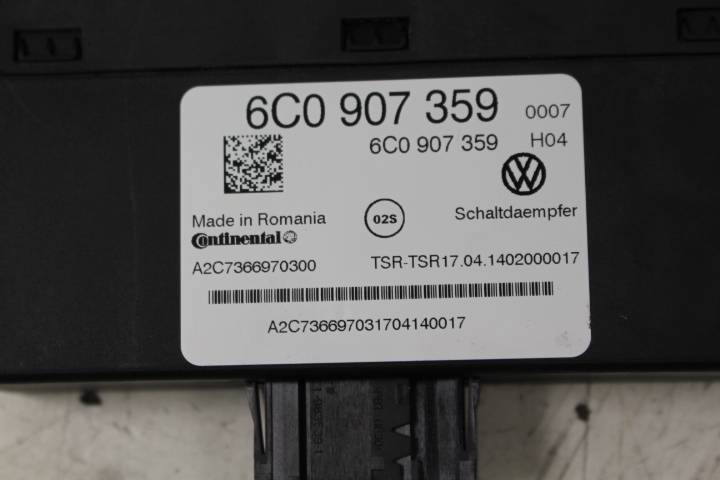 6C0 907 359 0007
6C0 907 359 H04
Made in Romania 02S Schaltdaempfer
Continental
A2C7366970300 TSR-TSR17.04.1402000017
A2C736697031704140017